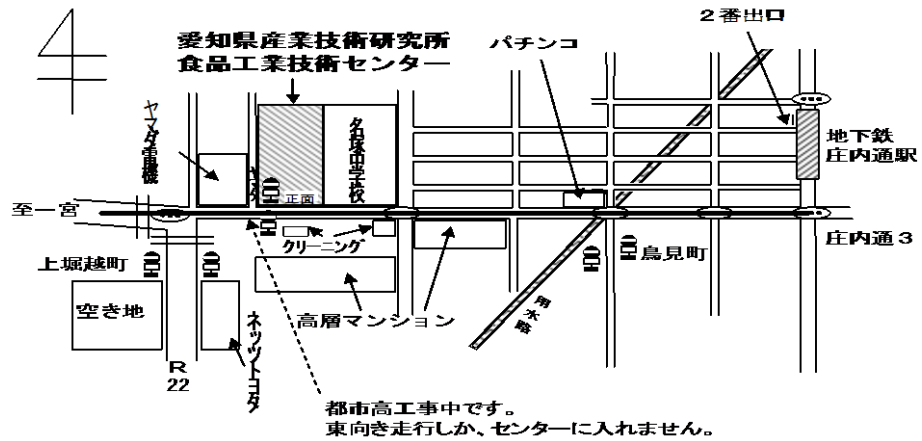 ２番出口
愛知県産業技術研究所
食品工業技術センター
パチンコ
ヤマダ電機
名塚中学校
地下鉄
庄内通駅
正面
至一宮
クリーニング
庄内通３
上堀越町
鳥見町
空き地
用水路
高層マンション
ネッツトヨタ
R
22
都市高工事中です。
東向き走行しか、センターに入れません。